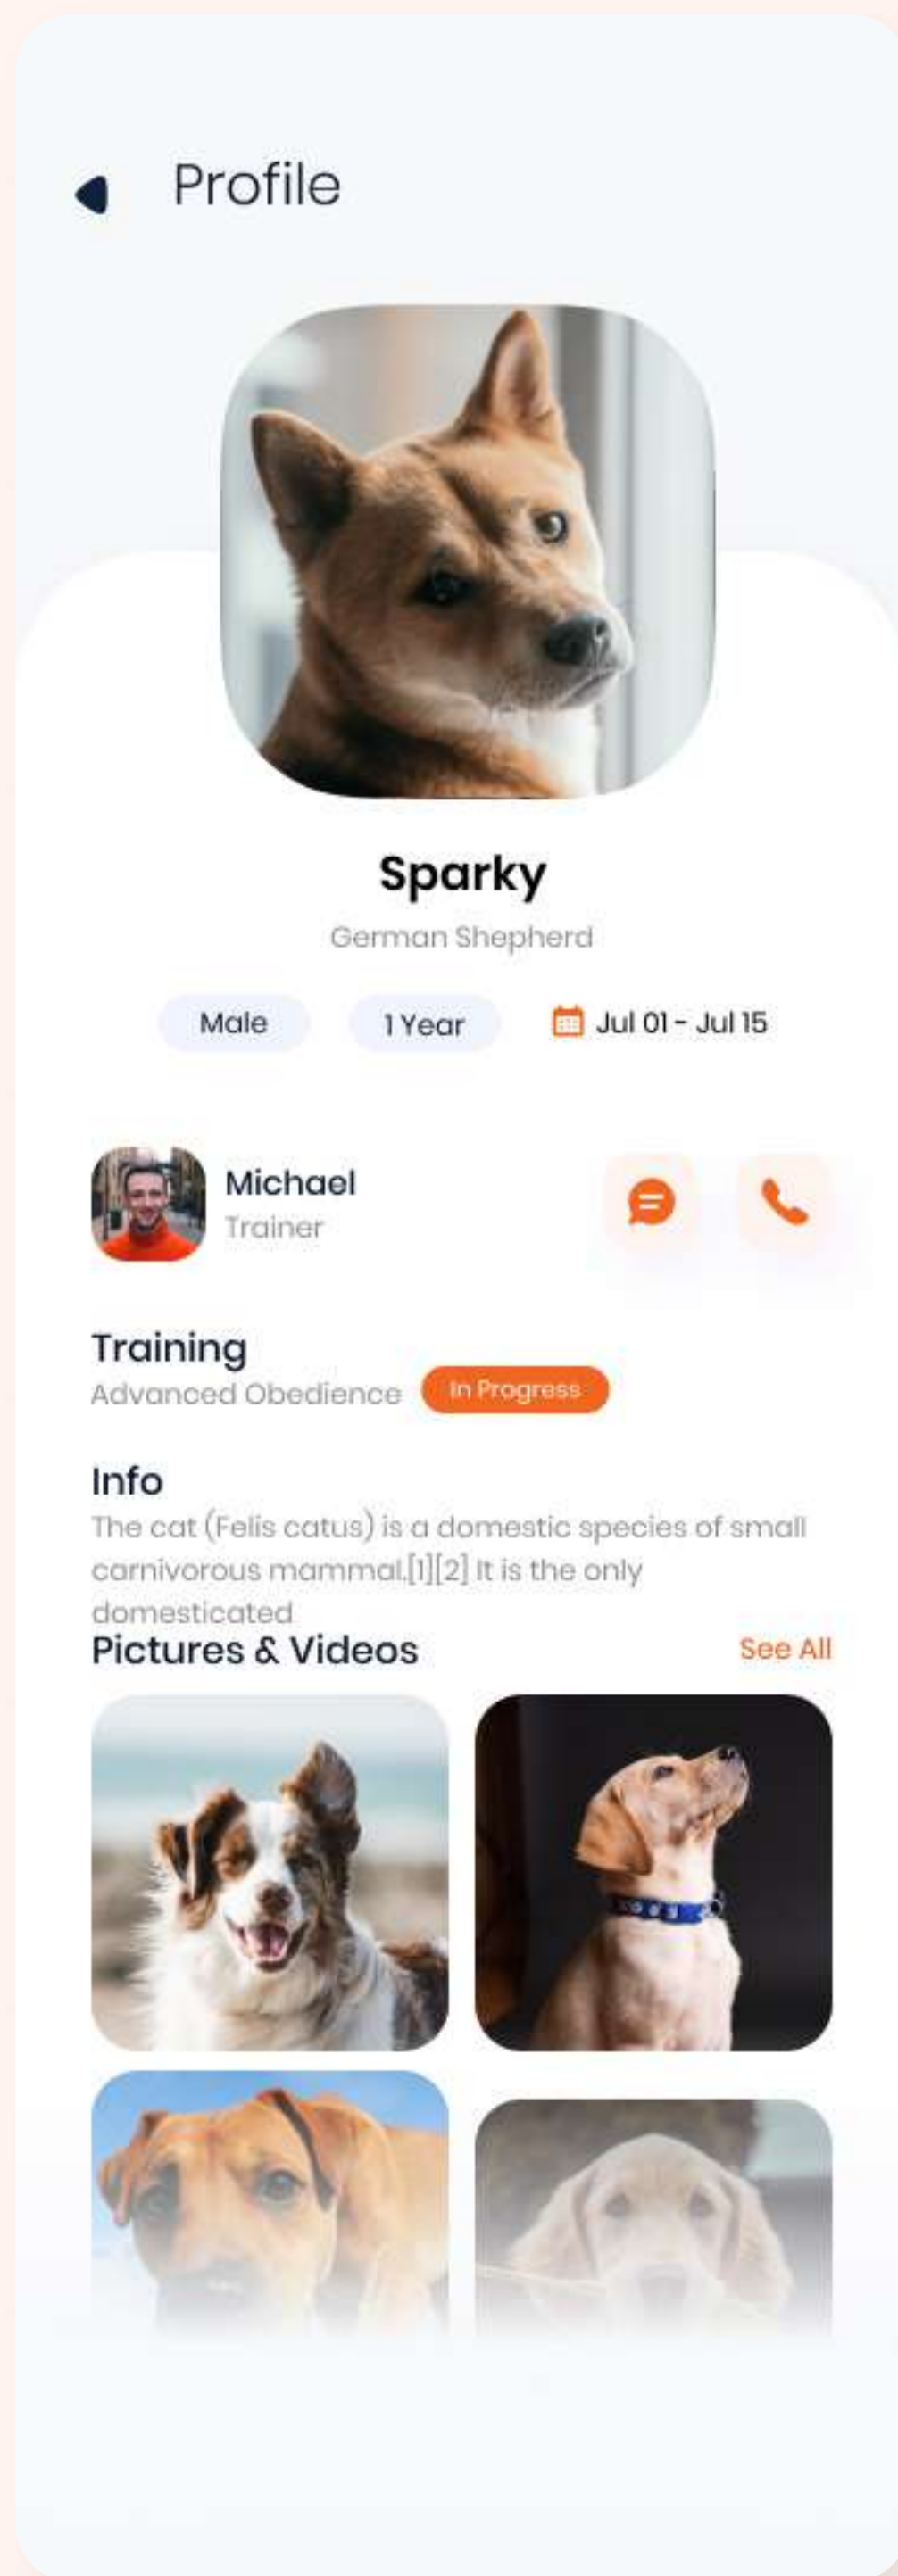 Profile
Sparky
German Shepherd
Male
1 Year
Jul 01 - Jul 15
Michael
Trainer
Training
Advanced Obedience
In Progress
Info
The cat (Felis catus) is a domestic species of small
carnivorous mammal.[1][2] It is the only
domesticated
Pictures & Videos
See All